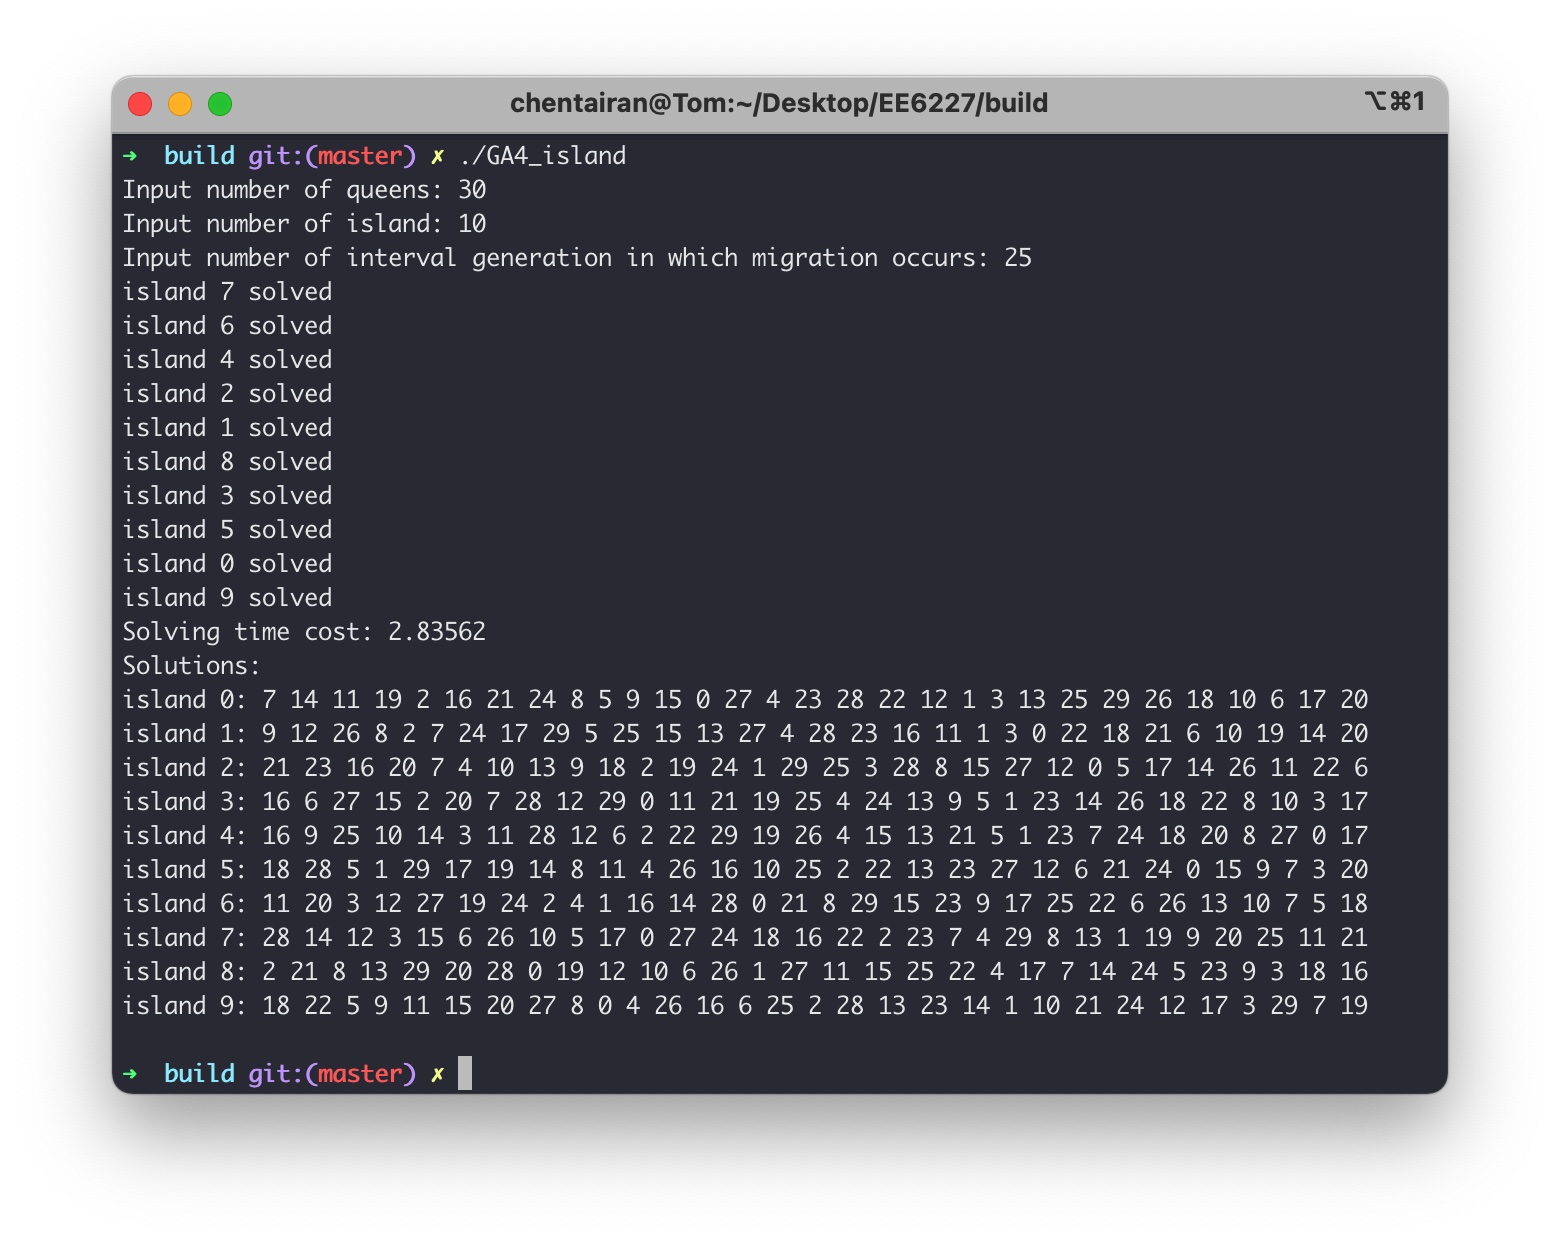 chentairan@Tom:~/Desktop/EE6227/build ⌥⌘1
➜ build git:(master) ✗ ./GA4_island
Input number of queens: 30
Input number of island: 10
Input number of interval generation in which migration occurs: 25
island 7 solved
island 6 solved
island 4 solved
island 2 solved
island 1 solved
island 8 solved
island 3 solved
island 5 solved
island 0 solved
island 9 solved
Solving time cost: 2.83562
Solutions:
island 0: 7 14 11 19 2 16 21 24 8 5 9 15 0 27 4 23 28 22 12 1 3 13 25 29 26 18 10 6 17 20
island 1: 9 12 26 8 2 7 24 17 29 5 25 15 13 27 4 28 23 16 11 1 3 0 22 18 21 6 10 19 14 20
island 2: 21 23 16 20 7 4 10 13 9 18 2 19 24 1 29 25 3 28 8 15 27 12 0 5 17 14 26 11 22 6
island 3: 16 6 27 15 2 20 7 28 12 29 0 11 21 19 25 4 24 13 9 5 1 23 14 26 18 22 8 10 3 17
island 4: 16 9 25 10 14 3 11 28 12 6 2 22 29 19 26 4 15 13 21 5 1 23 7 24 18 20 8 27 0 17
island 5: 18 28 5 1 29 17 19 14 8 11 4 26 16 10 25 2 22 13 23 27 12 6 21 24 0 15 9 7 3 20
island 6: 11 20 3 12 27 19 24 2 4 1 16 14 28 0 21 8 29 15 23 9 17 25 22 6 26 13 10 7 5 18
island 7: 28 14 12 3 15 6 26 10 5 17 0 27 24 18 16 22 2 23 7 4 29 8 13 1 19 9 20 25 11 21
island 8: 2 21 8 13 29 20 28 0 19 12 10 6 26 1 27 11 15 25 22 4 17 7 14 24 5 23 9 3 18 16
island 9: 18 22 5 9 11 15 20 27 8 0 4 26 16 6 25 2 28 13 23 14 1 10 21 24 12 17 3 29 7 19
➜ build git:(master) ✗